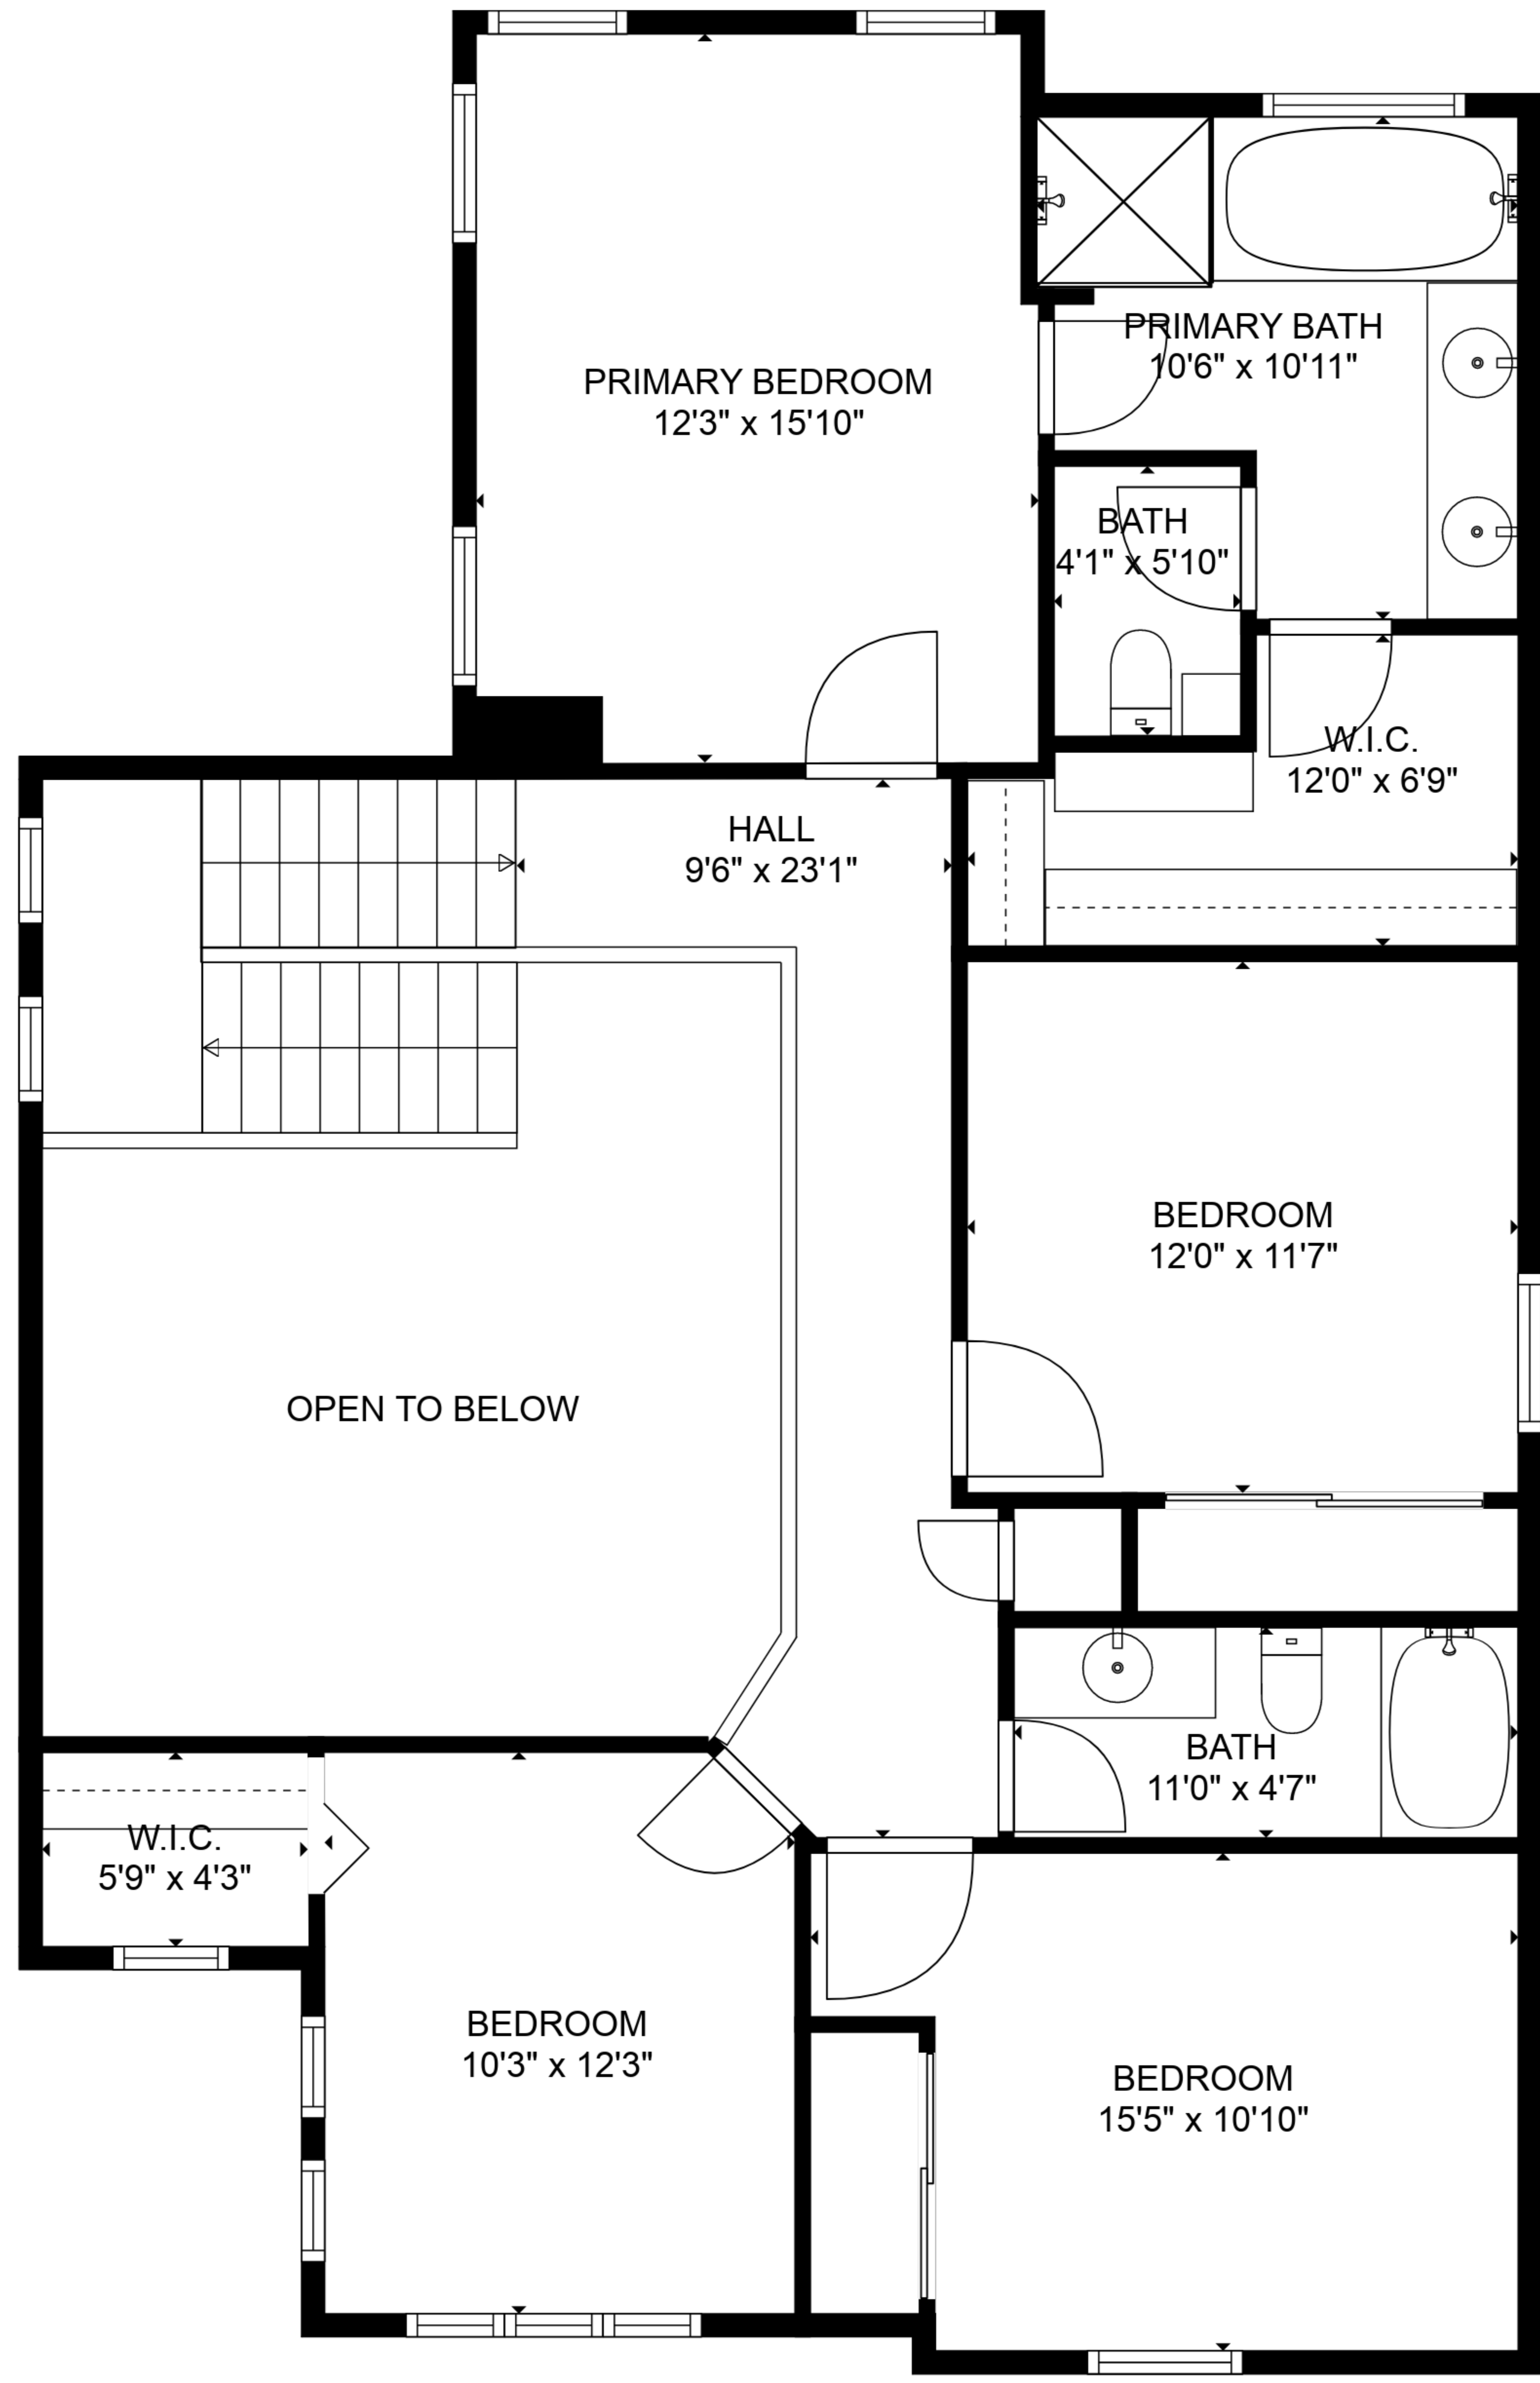 PRIMARY BATH
10'6" x 10'11"
PRIMARY BEDROOM
12'3" x 15'10"
BATH
4'1" x 5'10"
W.I.C.
12'0" x 6'9"
HALL
9'6" x 23'1"
BEDROOM
12'0" x 11'7"
OPEN TO BELOW
BATH
11'0" x 4'7"
W.I.C.
5'9" x 4'3"
BEDROOM
10'3" x 12'3"
BEDROOM
15'5" x 10'10"